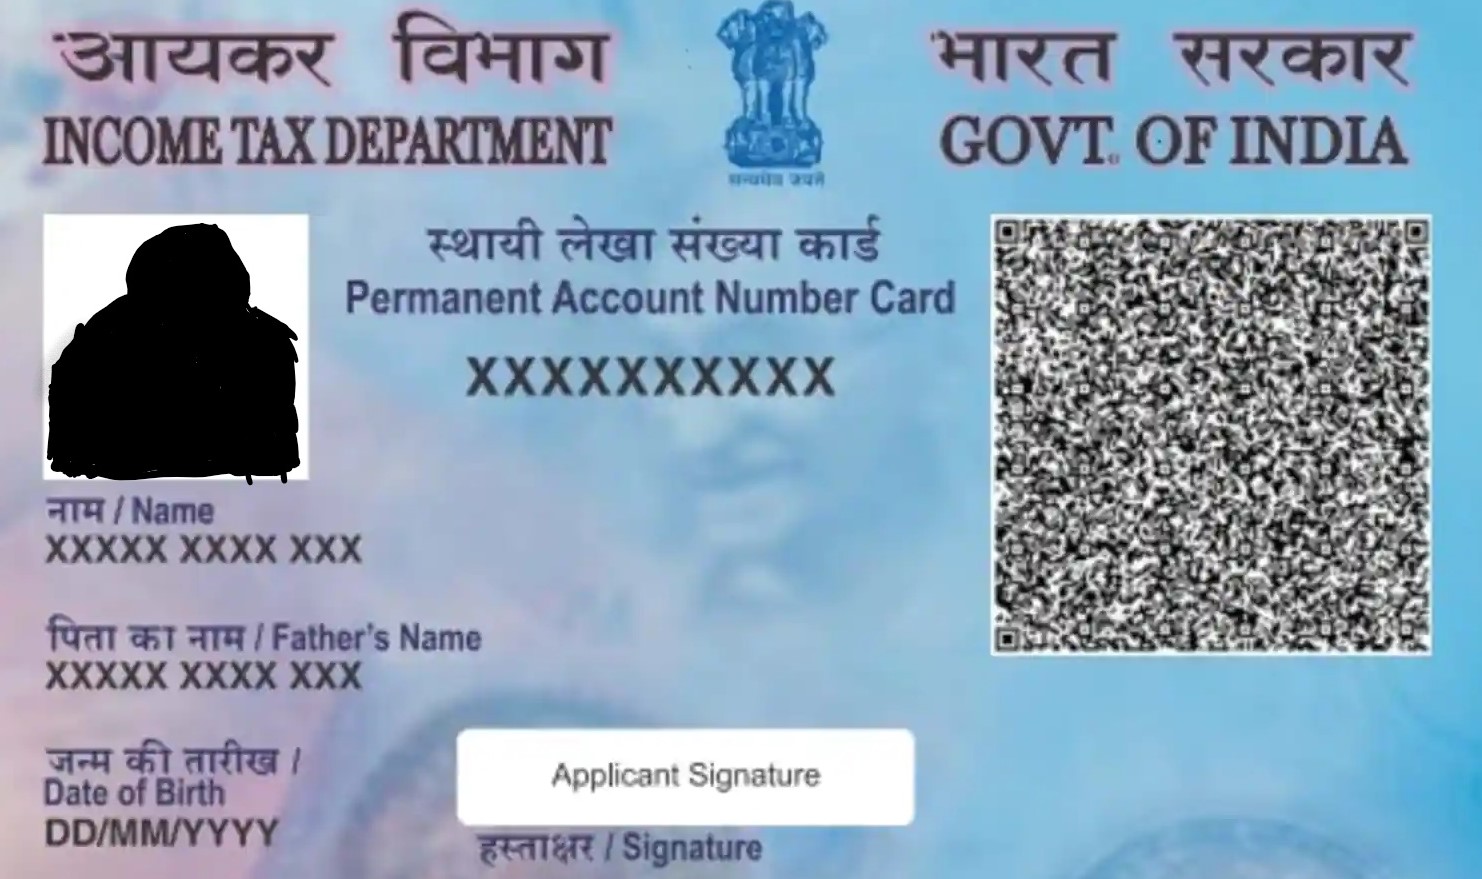 आयकर विभाग
INCOME TAX DEPARTMENT
सत्यमेव जयते
भारत सरकार
GOVT. OF INDIA
स्थायी लेखा संख्या कार्ड
Permanent Account Number Card
XXXXXXXXXX
नाम / Name
XXXXX XXXX XXX
पिता का नाम / Father's Name
XXXXX XXXX XXX
जन्म की तारीख /
Date of Birth
DD/MM/YYYY
Applicant Signature
हस्ताक्षर / Signature